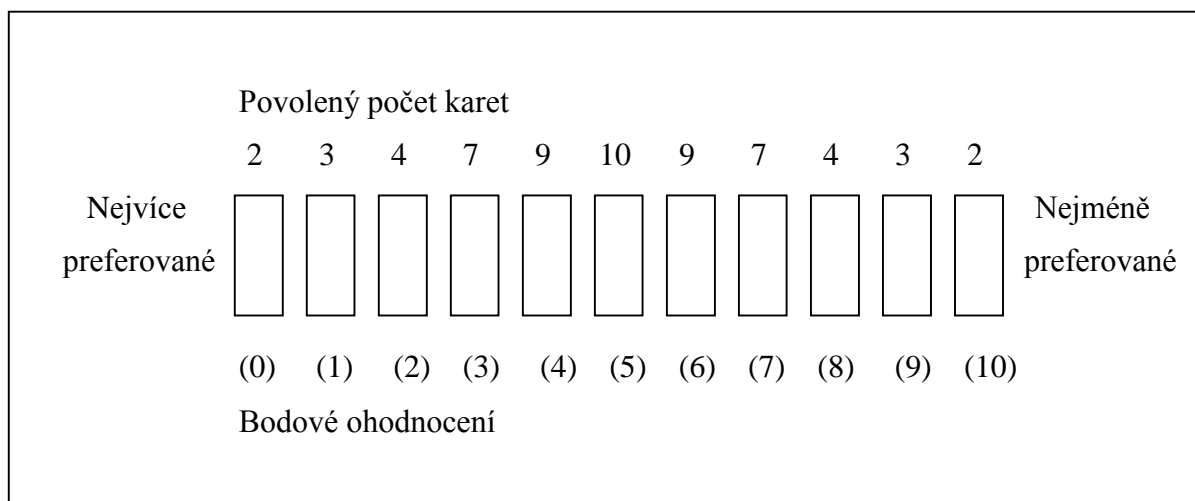 Povolený počet karet
2 3 4 7 9 10 9 7 4 3 2
Nejvíce
preferované
Nejméně
preferované
(0) (1) (2) (3) (4) (5) (6) (7) (8) (9) (10)
Bodové ohodnocení